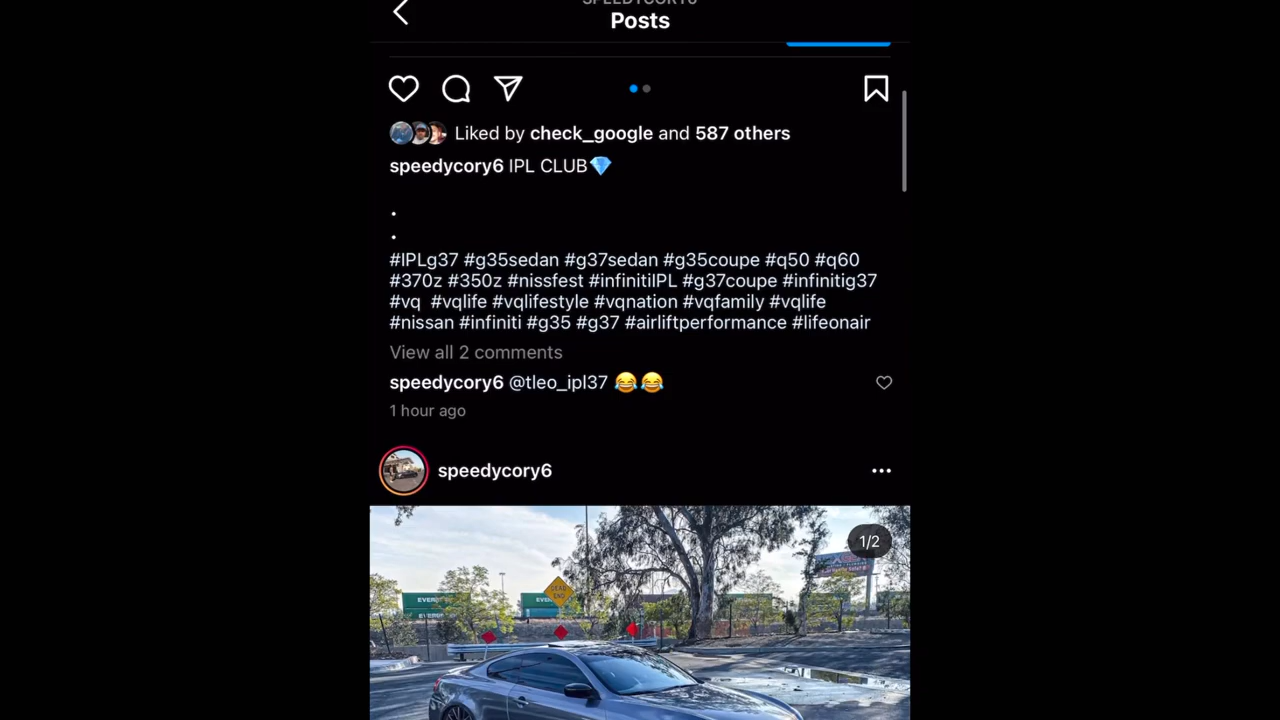 Posts
Liked by check_google and 587 others
speedycory6 IPL CLUB💎
.
.
#IPLg37 #g35sedan #g37sedan #g35coupe #q50 #q60
#370z #350z #nissfest #infinitiIPL #g37coupe #infinitig37
#vq #vqlife #vqlifestyle #vqnation #vqfamily #vqlife
#nissan #infiniti #g35 #g37 #airliftperformance #lifeonair
View all 2 comments
speedycory6 @tleo_ipl37 😂😂
1 hour ago
speedycory6
1/2
DEAD
END